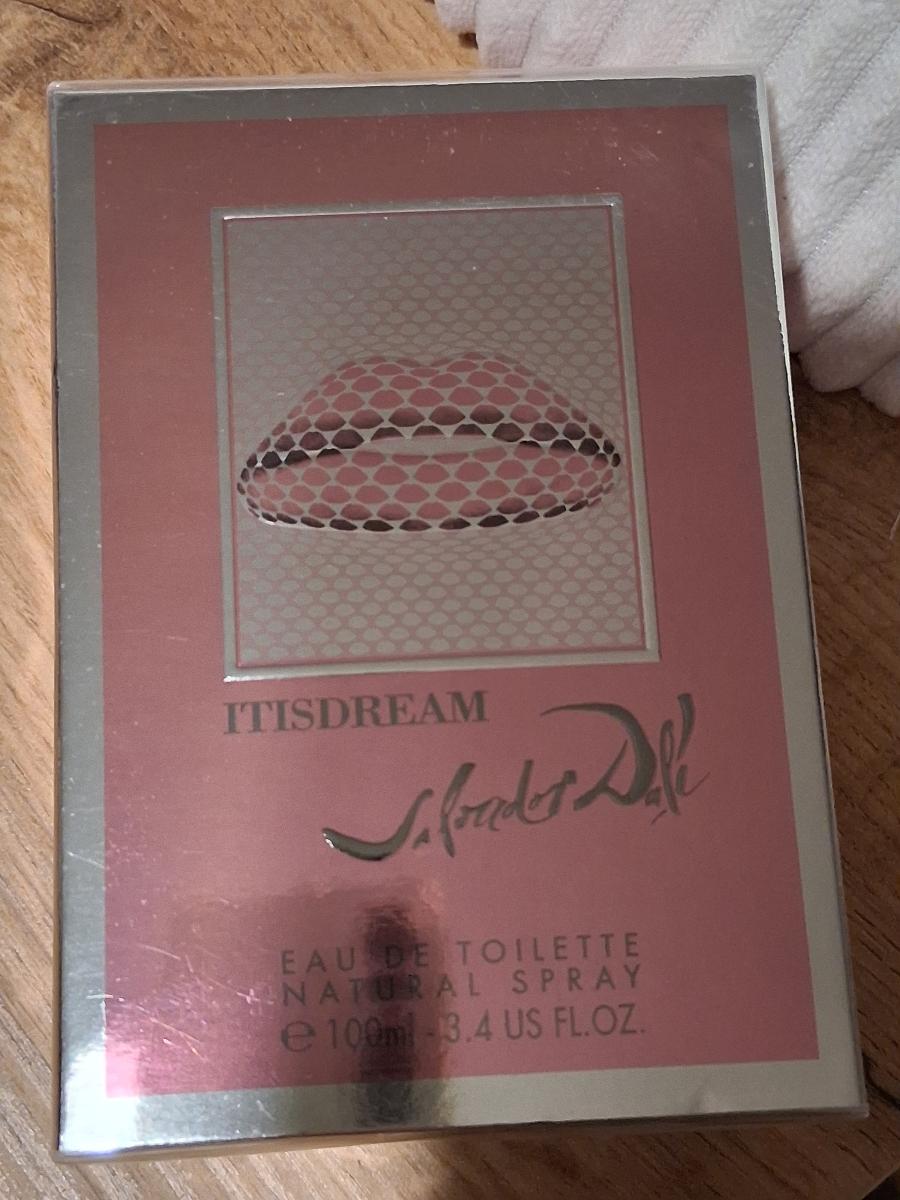 ITISDREAM
Salvador Dalí
EAU DE TOILETTE
NATURAL SPRAY
℮ 100ml - 3.4 US FL.OZ.